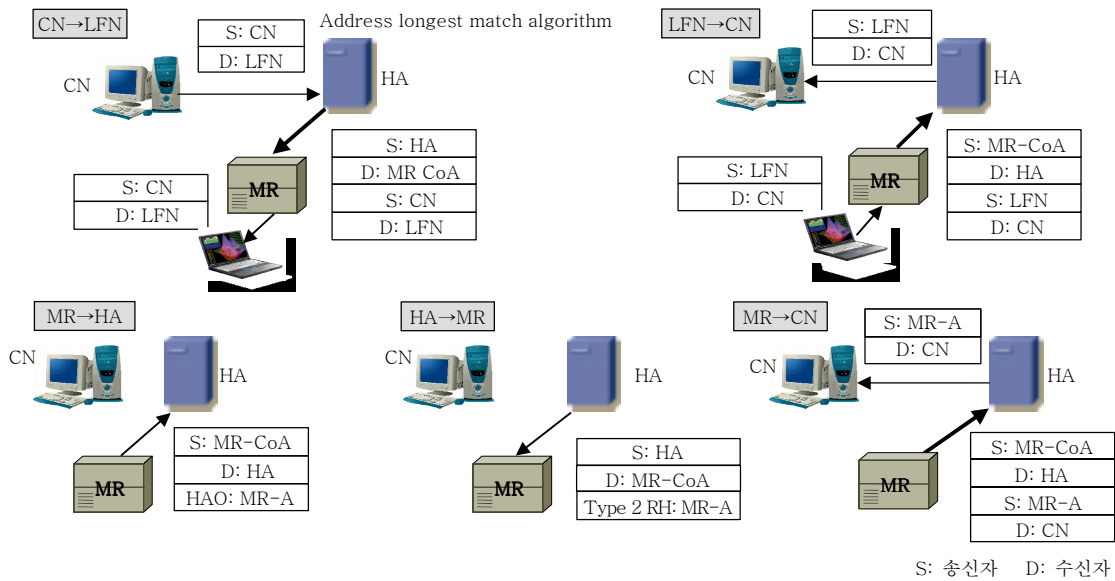 CN→LFN
Address longest match algorithm
S: CN
D: LFN
CN
HA
S: HA
D: MR CoA
S: CN
D: LFN
MR
S: CN
D: LFN
LFN→CN
S: LFN
D: CN
CN
HA
S: MR-CoA
D: HA
S: LFN
D: CN
MR
S: LFN
D: CN
MR→HA
CN
HA
S: MR-CoA
D: HA
HAO: MR-A
MR
HA→MR
CN
HA
S: HA
D: MR-CoA
Type 2 RH: MR-A
MR
MR→CN
S: MR-A
D: CN
CN
HA
S: MR-CoA
D: HA
S: MR-A
D: CN
MR
S: 송신자 D: 수신자